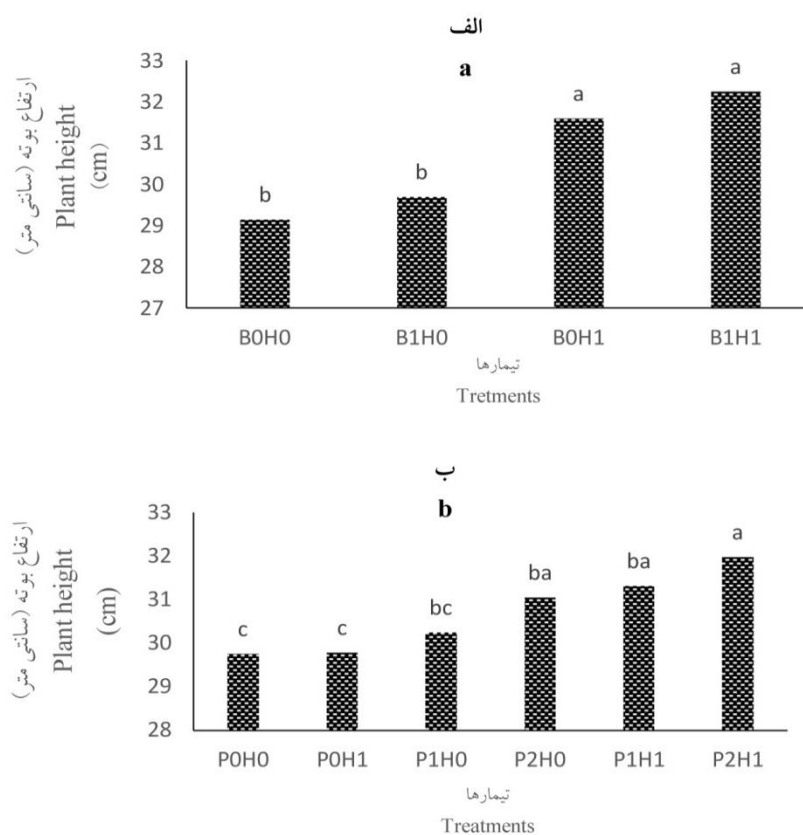 الف
a
33
32
31
30
29
28
27
ارتفاع بوته (سانتی متر)
Plant height
(cm)
b
b
a
a
B0H0 B1H0 B0H1 B1H1
تیمارها
Tretments
ب
b
33
32
31
30
29
28
ارتفاع بوته (سانتی متر)
Plant height
(cm)
c
c
bc
ba
ba
a
P0H0 P0H1 P1H0 P2H0 P1H1 P2H1
تیمارها
Treatments